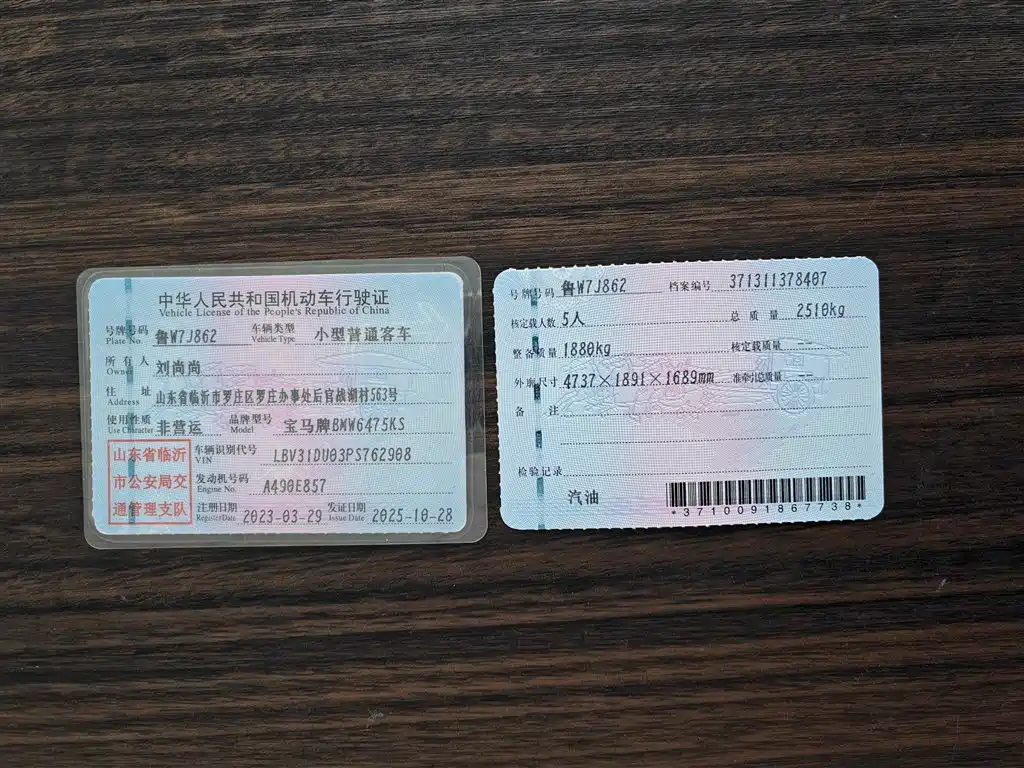 中华人民共和国机动车行驶证
Vehicle License of the People's Republic of China
号牌号码 鲁W7J862 车辆类型 小型普通客车
Plate No. Vehicle Type
所有人 刘尚尚
Owner
住址 山东省临沂市罗庄区罗庄办事处后官战湖村563号
Address
使用性质 非营运 品牌型号 宝马牌BMW6475KS
Use Character Model
山东省临沂
市公安局交
通管理支队
车辆识别代号 LBV31DU03PS762908
VIN
发动机号码 A490E857
Engine No.
注册日期 2023-03-29 发证日期 2025-10-28
Register Date Issue Date
号牌号码 鲁W7J862 档案编号 371311378407
核定载人数 5人 总质量 2510kg
整备质量 1880kg 核定载质量 --
外廓尺寸 4737×1891×1689mm 准牵引总质量 --
备注
检验记录
汽油
*3710091867738*